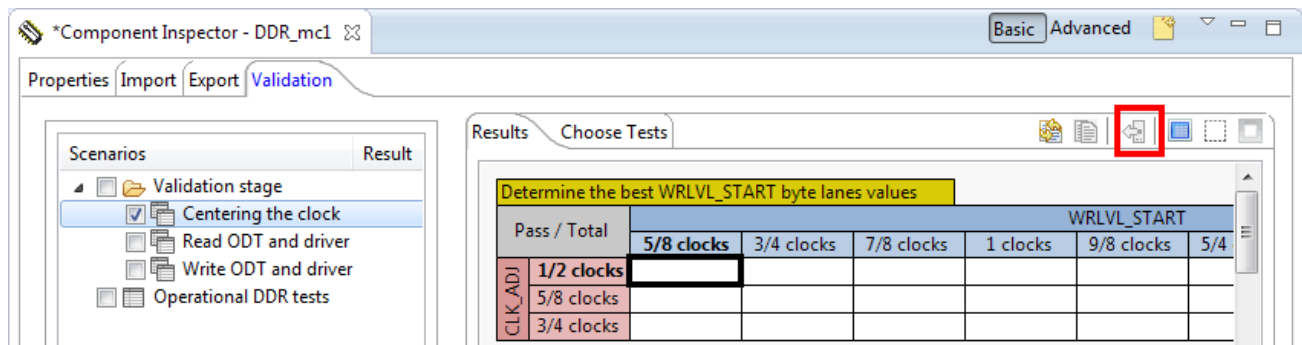 *Component Inspector - DDR_mc1
Basic Advanced
Properties Import Export Validation
Results Choose Tests
Scenarios Result
Validation stage
Centering the clock
Read ODT and driver
Write ODT and driver
Operational DDR tests
Determine the best WRLVL_START byte lanes values
Pass / Total
WRLVL_START
5/8 clocks 3/4 clocks 7/8 clocks 1 clocks 9/8 clocks 5/4
CLK_ADJ
1/2 clocks
5/8 clocks
3/4 clocks